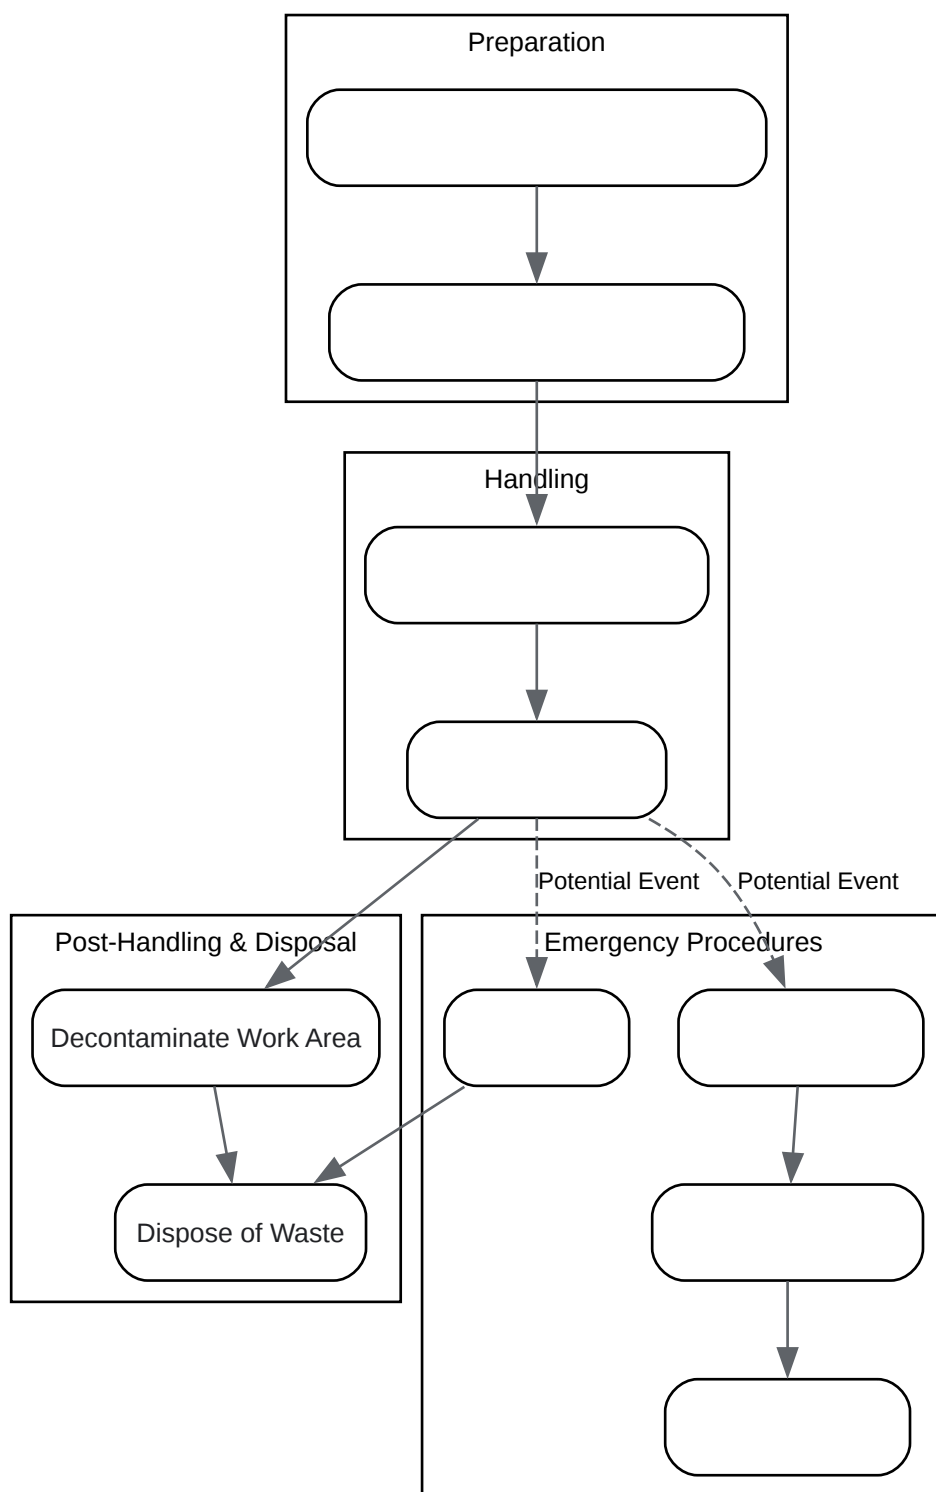 Preparation
Handling
Potential Event
Potential Event
Post-Handling & Disposal
Emergency Procedures
Decontaminate Work Area
Dispose of Waste